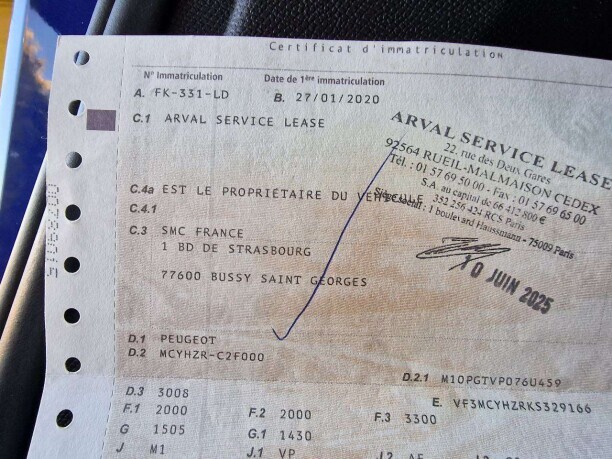 Certificat d'immatriculation
N° Immatriculation Date de 1ère immatriculation
A. FK-331-LD B. 27/01/2020
C.1 ARVAL SERVICE LEASE
ARVAL SERVICE LEASE
22, rue des Deux Gares
92564 RUEIL-MALMAISON CEDEX
Tél. : 01 57 69 50 00 - Fax : 01 57 69 65 00
S.A. au capital de 66 412 800 €
352 256 424 RCS Paris
Siège social : 1 boulevard Haussmann - 75009 Paris
C.4a EST LE PROPRIETAIRE DU VEHICULE
C.4.1
C.3 SMC FRANCE
1 BD DE STRASBOURG
77600 BUSSY SAINT GEORGES
JUIN 2025
D.1 PEUGEOT
D.2 MCYHZR-C2F000
D.2.1 M10PGTVP076U459
D.3 3008
E. VF3MCYHZRKS329166
F.1 2000 F.2 2000 F.3 3300
G 1505 G.1 1430
J M1 J.1 VP